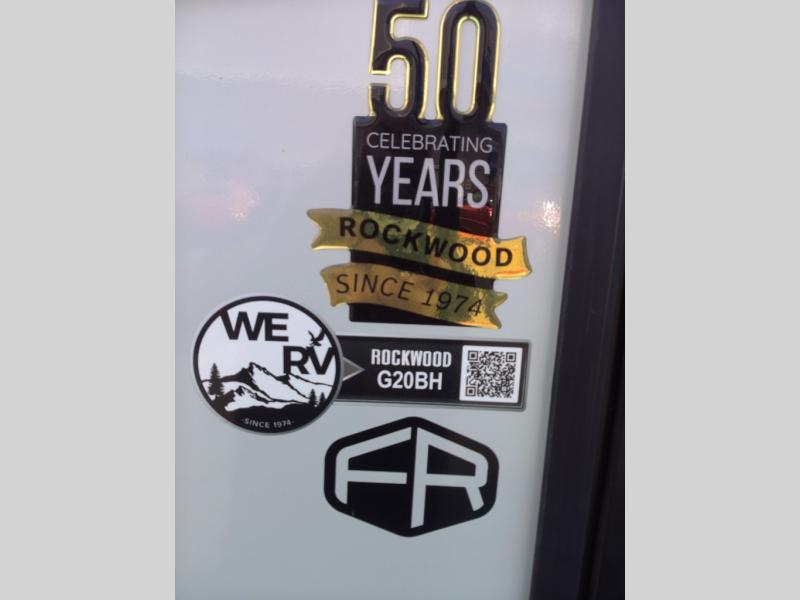 50
CELEBRATING
YEARS
ROCKWOOD
SINCE 1974
WE
RV
·SINCE 1974·
ROCKWOOD
G20BH
FR